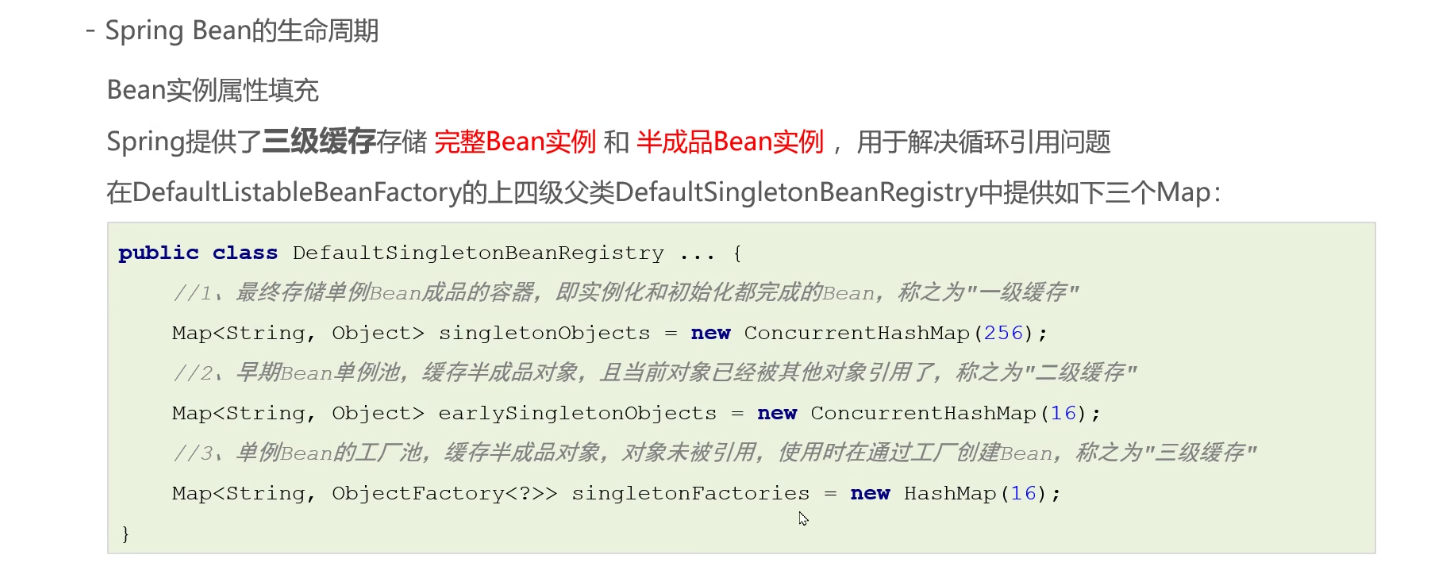 - Spring Bean的生命周期
Bean实例属性填充
Spring提供了三级缓存存储 完整Bean实例 和 半成品Bean实例 ，用于解决循环引用问题
在DefaultListableBeanFactory的上四级父类DefaultSingletonBeanRegistry中提供如下三个Map：
public class DefaultSingletonBeanRegistry ... {
//1、最终存储单例Bean成品的容器，即实例化和初始化都完成的Bean，称之为"一级缓存"
Map<String, Object> singletonObjects = new ConcurrentHashMap(256);
//2、早期Bean单例池，缓存半成品对象，且当前对象已经被其他对象引用了，称之为"二级缓存"
Map<String, Object> earlySingletonObjects = new ConcurrentHashMap(16);
//3、单例Bean的工厂池，缓存半成品对象，对象未被引用，使用时在通过工厂创建Bean，称之为"三级缓存"
Map<String, ObjectFactory<?>> singletonFactories = new HashMap(16);
}